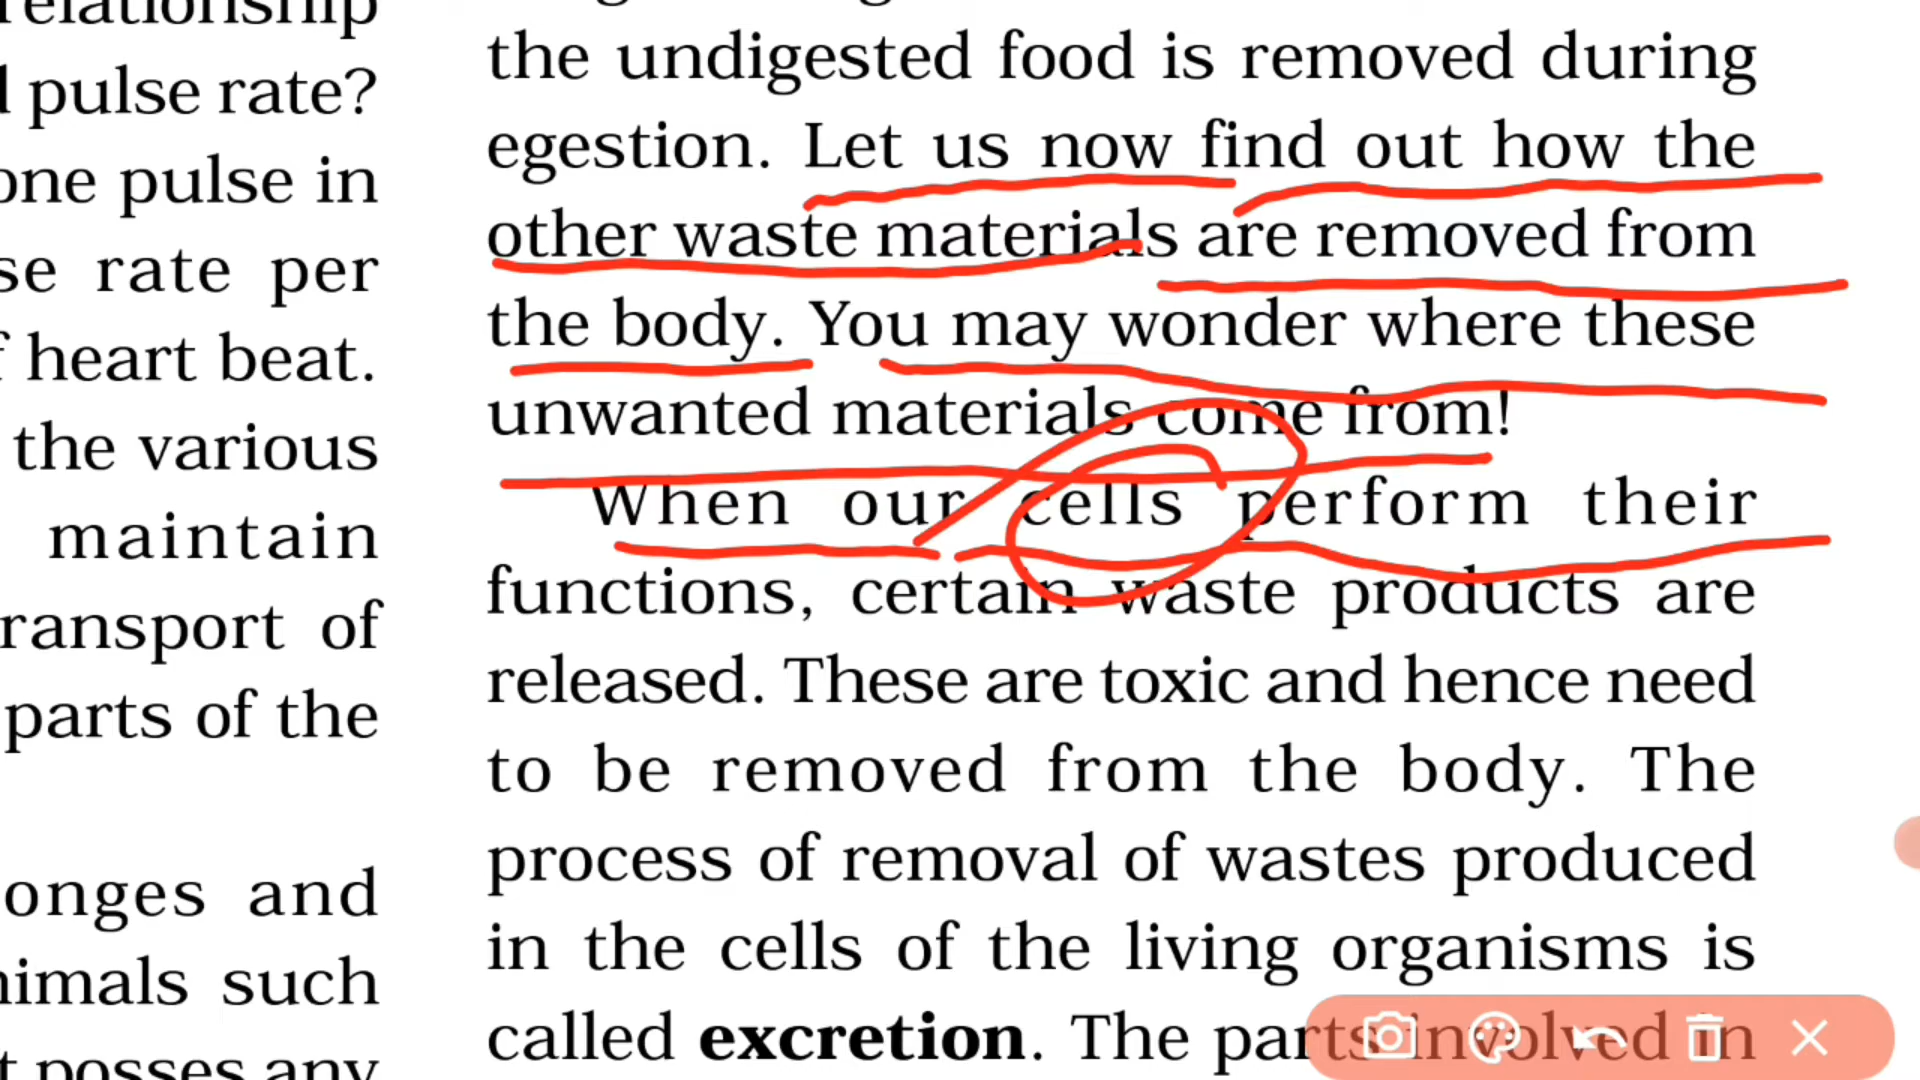 relationship
pulse rate?
one pulse in
se rate per
heart beat.
the various
maintain
ransport of
parts of the
onges and
nimals such
t posses any
the undigested food is removed during
egestion. Let us now find out how the
other waste materials are removed from
the body. You may wonder where these
unwanted materials come from!
When our cells perform their
functions, certain waste products are
released. These are toxic and hence need
to be removed from the body. The
process of removal of wastes produced
in the cells of the living organisms is
called excretion. The parts involved in